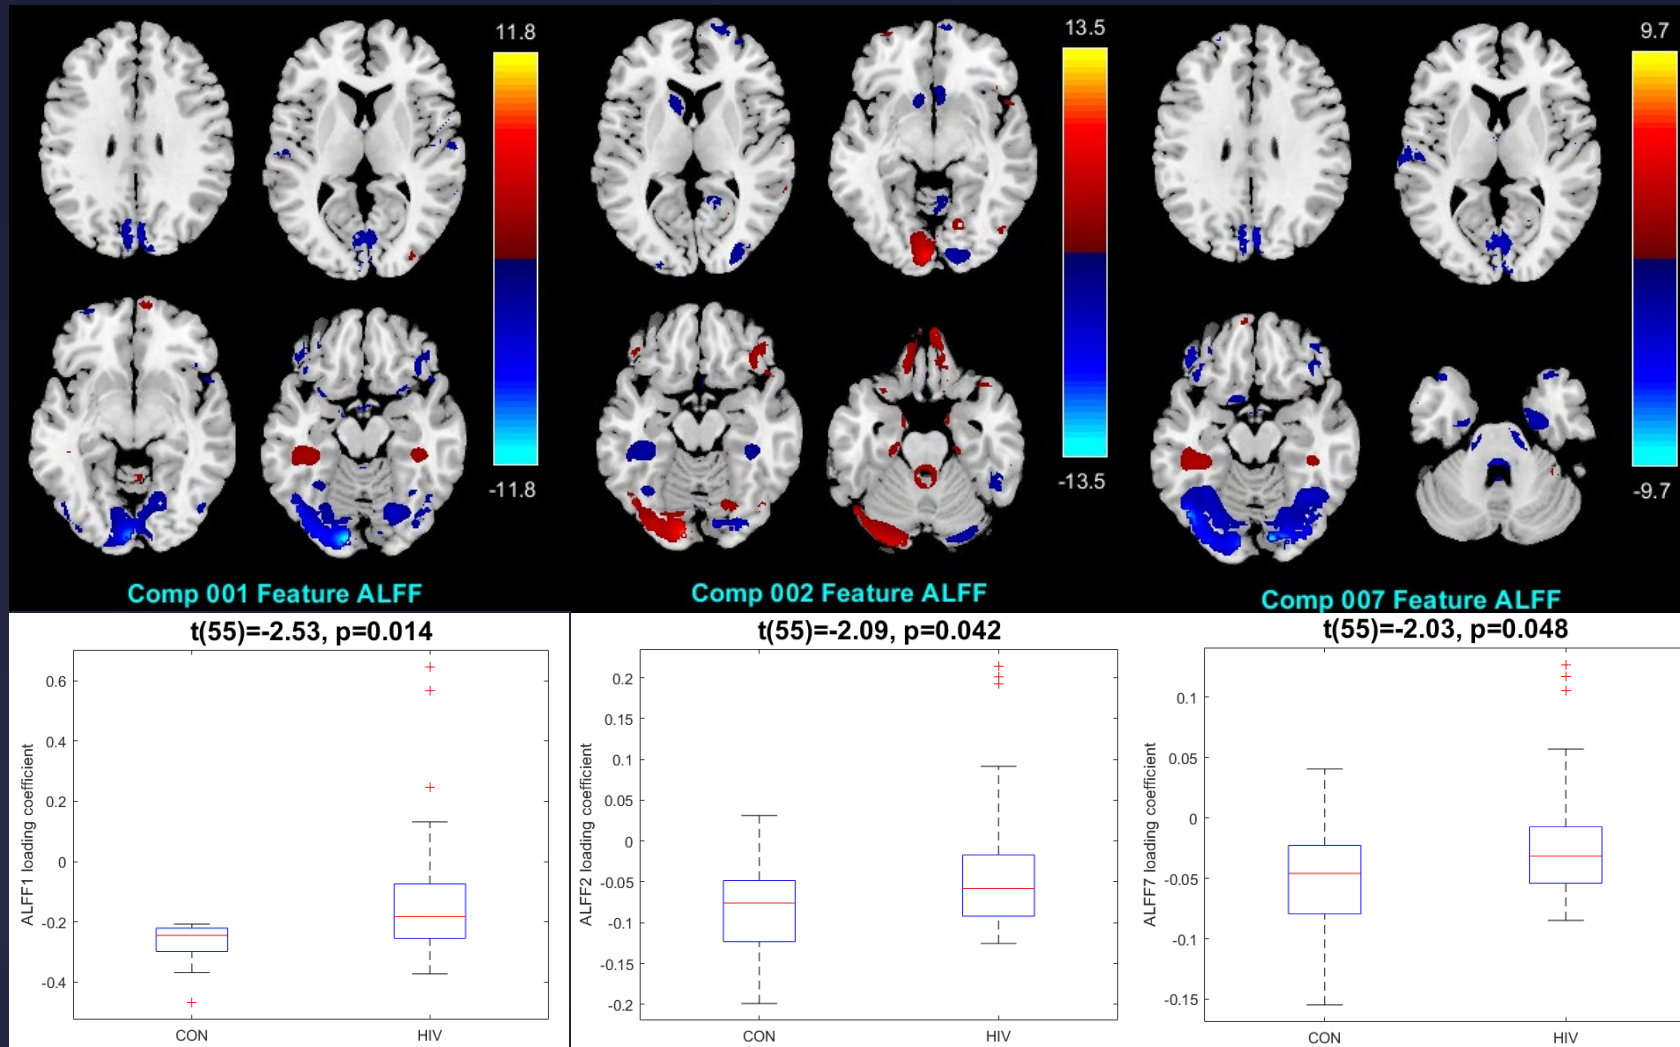 11.8
-11.8
Comp 001 Feature ALFF
13.5
-13.5
Comp 002 Feature ALFF
9.7
-9.7
Comp 007 Feature ALFF
t(55)=-2.53, p=0.014
ALFF1 loading coefficient
0.6
0.4
0.2
0
-0.2
-0.4
CON HIV
t(55)=-2.09, p=0.042
ALFF2 loading coefficient
0.2
0.15
0.1
0.05
0
-0.05
-0.1
-0.15
-0.2
CON HIV
t(55)=-2.03, p=0.048
ALFF7 loading coefficient
0.1
0.05
0
-0.05
-0.1
-0.15
CON HIV